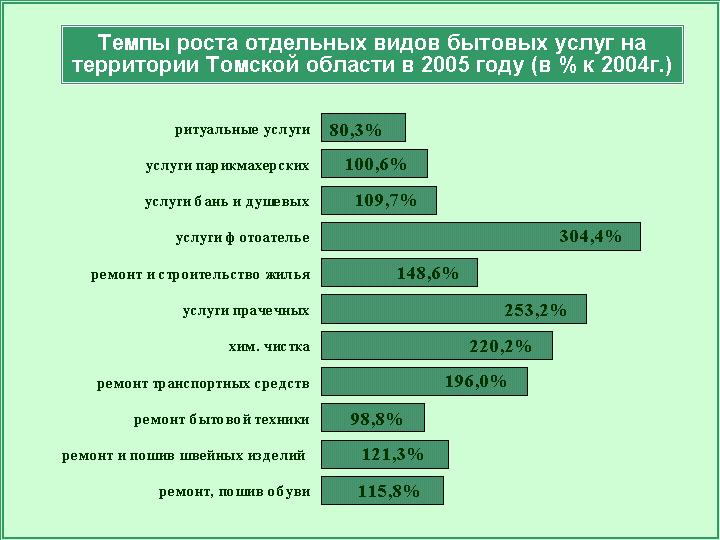 Темпы роста отдельных видов бытовых услуг на
территории Томской области в 2005 году (в % к 2004г.)
ритуальные услуги 80,3%
услуги парикмахерских 100,6%
услуги бань и душевых 109,7%
услуги ф отоателье 304,4%
ремонт и строительство жилья 148,6%
услуги прачечных 253,2%
хим. чистка 220,2%
ремонт транспортных средств 196,0%
ремонт бытовой техники 98,8%
ремонт и пошив швейных изделий 121,3%
ремонт, пошив обуви 115,8%